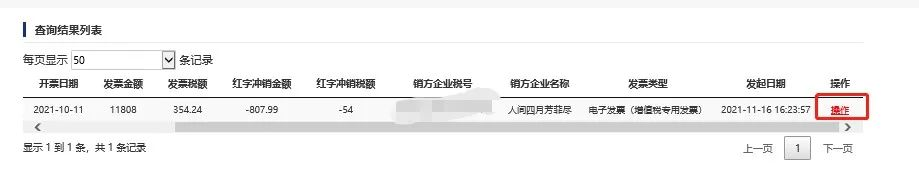 查询结果列表
每页显示 50 条记录
开票日期 发票金额 发票税额 红字冲销金额 红字冲销税额 销方企业税号 销方企业名称 发票类型 发起日期 操作
2021-10-11 11808 354.24 -807.99 -54 人间四月芳菲尽 电子发票（增值税专用发票） 2021-11-16 16:23:57 操作
显示 1 到 1 条，共 1 条记录 上一页 1 下一页